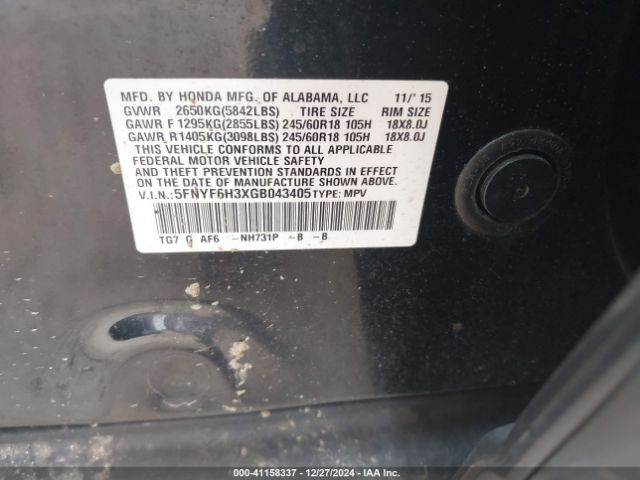 MFD. BY HONDA MFG. OF ALABAMA, LLC 11/'15
GVWR 2650KG(5842LBS) TIRE SIZE RIM SIZE
GAWR F 1295KG(2855LBS) 245/60R18 105H 18X8.0J
GAWR R1405KG(3098LBS) 245/60R18 105H 18X8.0J
THIS VEHICLE CONFORMS TO ALL APPLICABLE
FEDERAL MOTOR VEHICLE SAFETY
AND THEFT PREVENTION STANDARDS IN EFFECT
ON THE DATE OF MANUFACTURE SHOWN ABOVE.
V.I.N.: 5FNYF6H3XGB043405 TYPE: MPV
TG7 G AF6 -NH731P -B -B
000-41158337 - 12/27/2024 - IAA Inc.